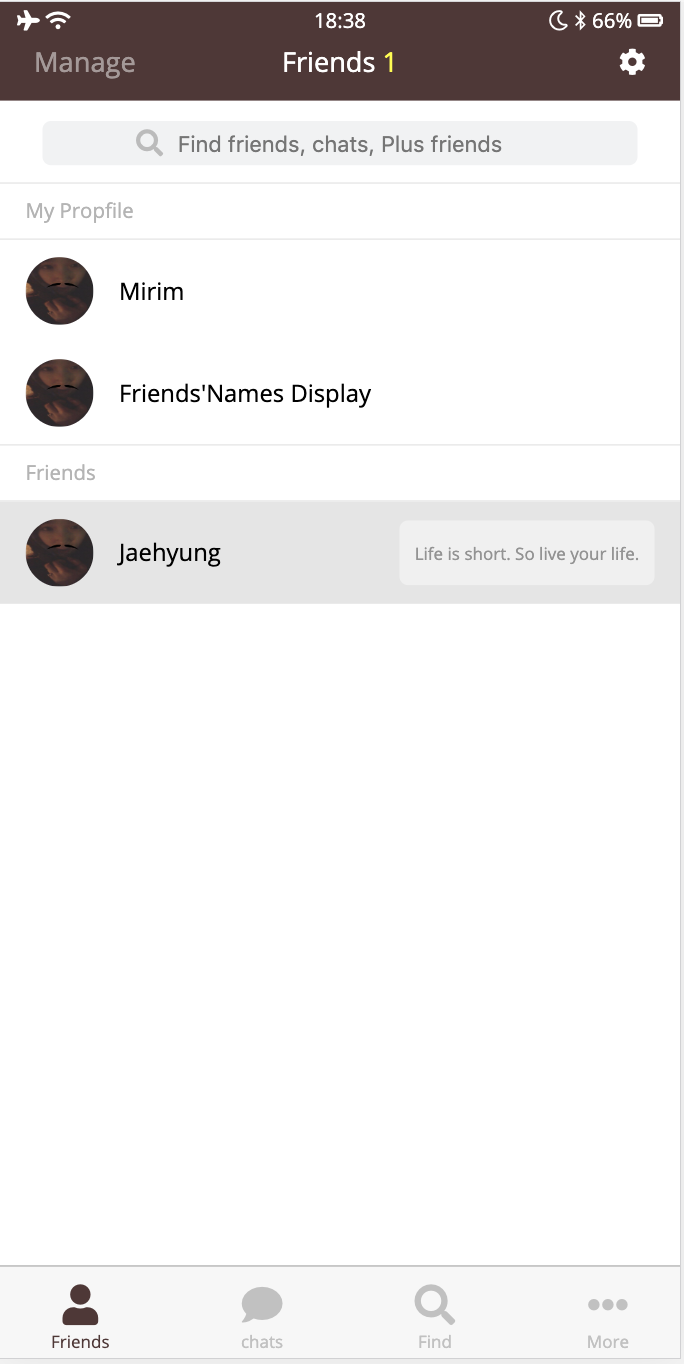 18:38
66%
Manage
Friends 1
Find friends, chats, Plus friends
My Propfile
Mirim
Friends'Names Display
Friends
Jaehyung
Life is short. So live your life.
Friends
chats
Find
More